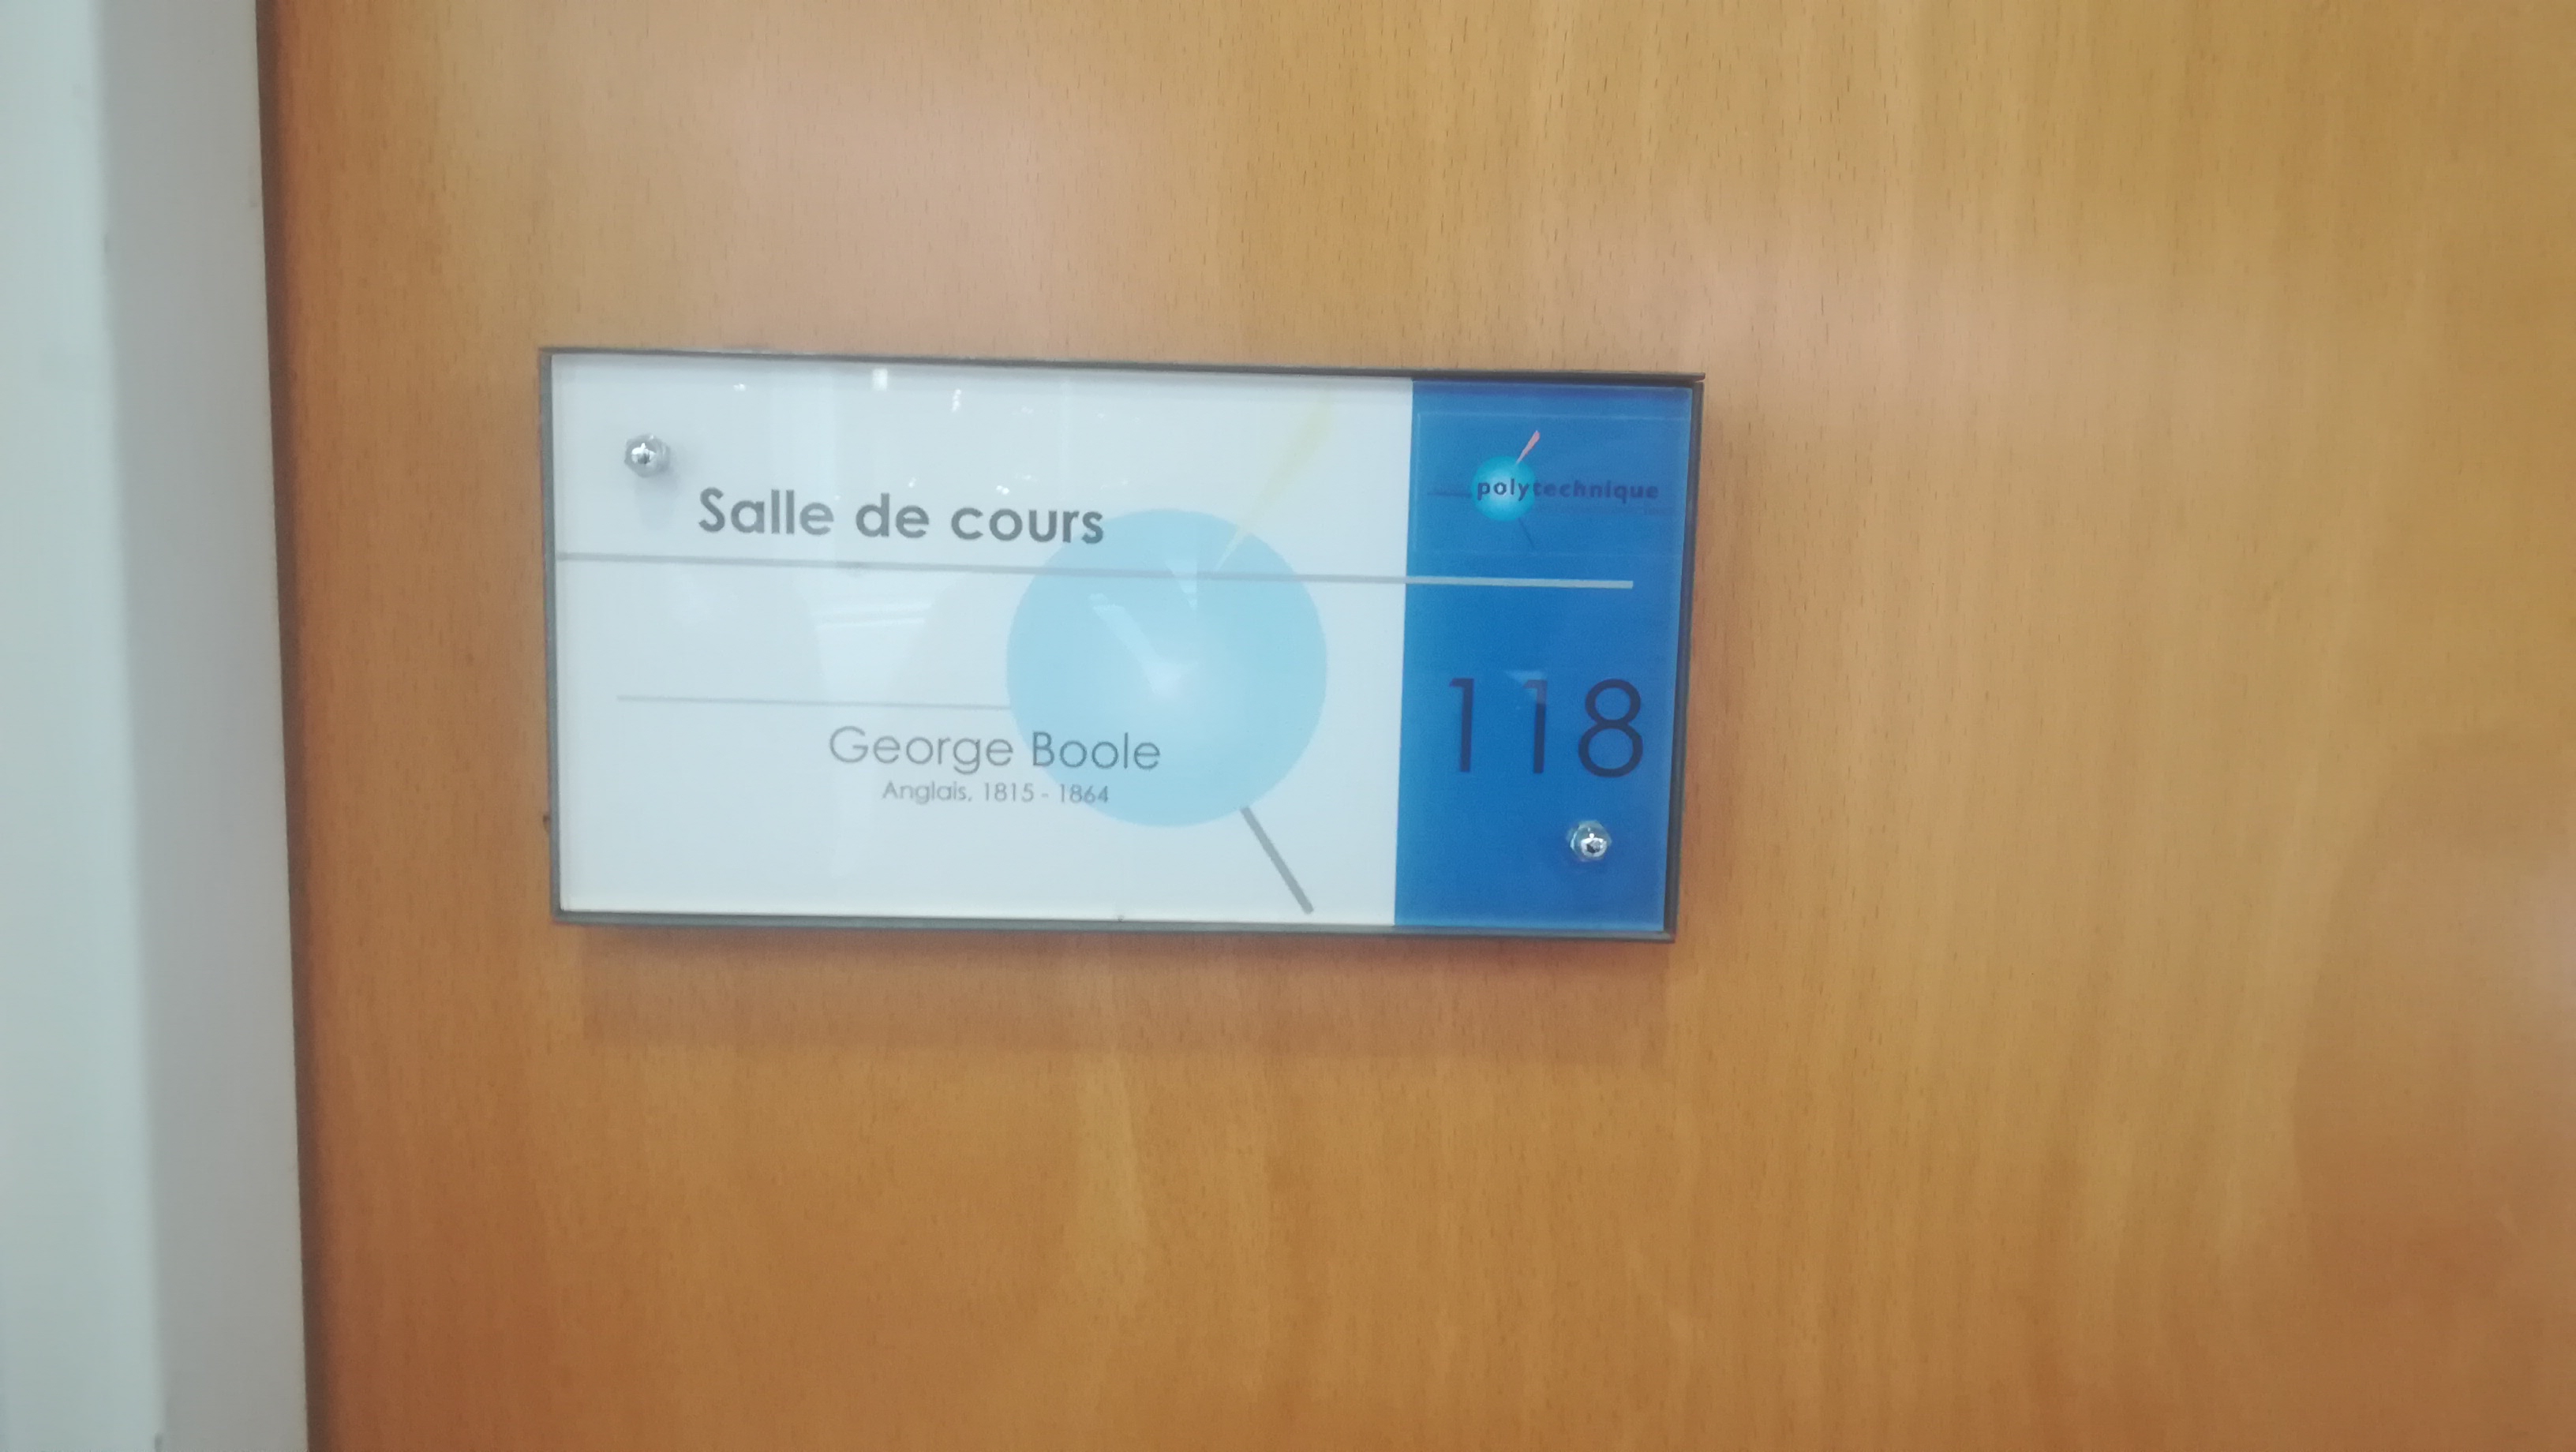 Salle de cours
polytechnique
George Boole
Anglais, 1815 - 1864
118